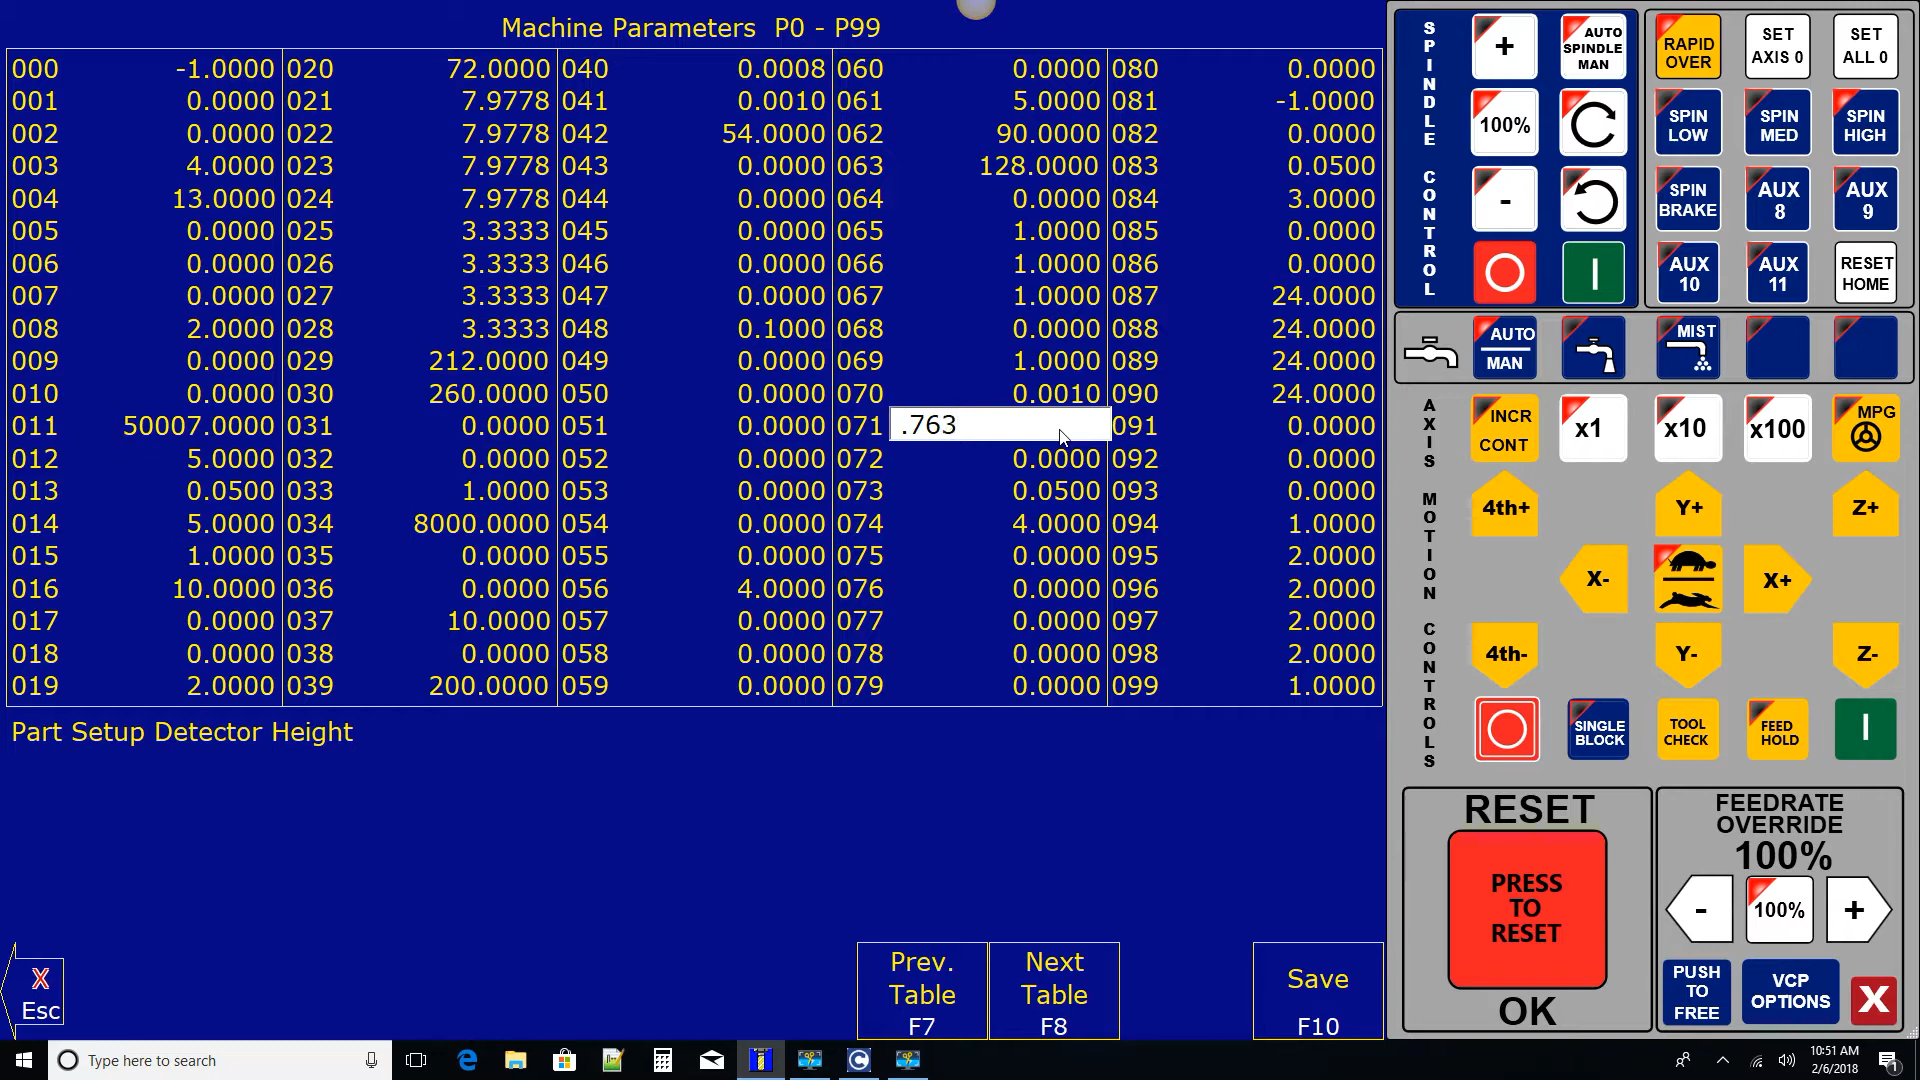 Machine Parameters P0 - P99
000 -1.0000 020 72.0000 040 0.0008 060 0.0000 080 0.0000
001 0.0000 021 7.9778 041 0.0010 061 5.0000 081 -1.0000
002 0.0000 022 7.9778 042 54.0000 062 90.0000 082 0.0000
003 4.0000 023 7.9778 043 0.0000 063 128.0000 083 0.0500
004 13.0000 024 7.9778 044 0.0000 064 0.0000 084 3.0000
005 0.0000 025 3.3333 045 0.0000 065 1.0000 085 0.0000
006 0.0000 026 3.3333 046 0.0000 066 1.0000 086 0.0000
007 0.0000 027 3.3333 047 0.0000 067 1.0000 087 24.0000
008 2.0000 028 3.3333 048 0.1000 068 0.0000 088 24.0000
009 0.0000 029 212.0000 049 0.0000 069 1.0000 089 24.0000
010 0.0000 030 260.0000 050 0.0000 070 0.0010 090 24.0000
011 50007.0000 031 0.0000 051 0.0000 071 .763 091 0.0000
012 5.0000 032 0.0000 052 0.0000 072 0.0000 092 0.0000
013 0.0500 033 1.0000 053 0.0000 073 0.0500 093 0.0000
014 5.0000 034 8000.0000 054 0.0000 074 4.0000 094 1.0000
015 1.0000 035 0.0000 055 0.0000 075 0.0000 095 2.0000
016 10.0000 036 0.0000 056 4.0000 076 0.0000 096 2.0000
017 0.0000 037 10.0000 057 0.0000 077 0.0000 097 2.0000
018 0.0000 038 0.0000 058 0.0000 078 0.0000 098 2.0000
019 2.0000 039 200.0000 059 0.0000 079 0.0000 099 1.0000
Part Setup Detector Height
X
Esc
Prev.
Table
F7
Next
Table
F8
Save
F10
SPINDLE CONTROL
+
AUTO
SPINDLE
MAN
100%
-
RAPID
OVER
SET
AXIS 0
SET
ALL 0
SPIN
LOW
SPIN
MED
SPIN
HIGH
SPIN
BRAKE
AUX
8
AUX
9
AUX
10
AUX
11
RESET
HOME
AUTO
MAN
MIST
AXIS MOTION CONTROLS
INCR
CONT
x1
x10
x100
MPG
4th+
Y+
Z+
X-
X+
4th-
Y-
Z-
SINGLE
BLOCK
TOOL
CHECK
FEED
HOLD
RESET
PRESS
TO
RESET
OK
FEEDRATE
OVERRIDE
100%
-
100%
+
PUSH
TO
FREE
VCP
OPTIONS
X
Type here to search
10:51 AM
2/6/2018
1